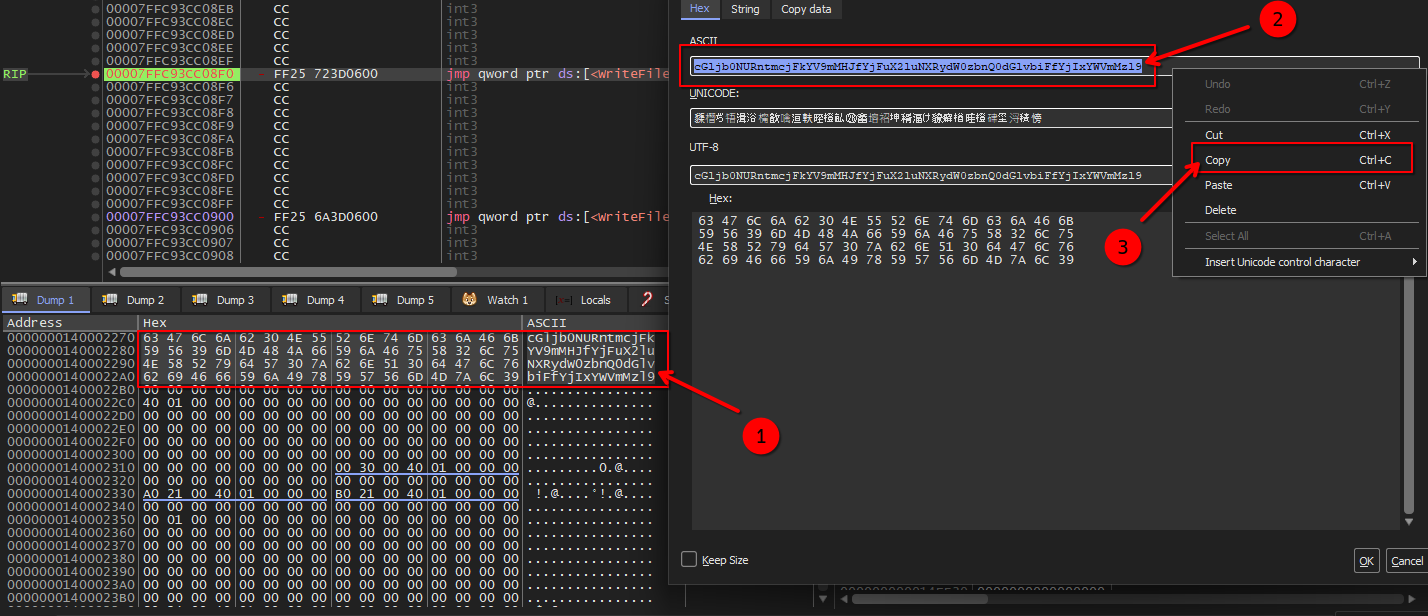 00007FFC93CC08EB CC int3
00007FFC93CC08EC CC int3
00007FFC93CC08ED CC int3
00007FFC93CC08EE CC int3
00007FFC93CC08EF CC int3
RIP 00007FFC93CC08F0 - FF25 723D0600 jmp qword ptr ds:[<WriteFile
00007FFC93CC08F6 CC int3
00007FFC93CC08F7 CC int3
00007FFC93CC08F8 CC int3
00007FFC93CC08F9 CC int3
00007FFC93CC08FA CC int3
00007FFC93CC08FB CC int3
00007FFC93CC08FC CC int3
00007FFC93CC08FD CC int3
00007FFC93CC08FE CC int3
00007FFC93CC08FF CC int3
00007FFC93CC0900 - FF25 6A3D0600 jmp qword ptr ds:[<WriteFile
00007FFC93CC0906 CC int3
00007FFC93CC0907 CC int3
00007FFC93CC0908 CC int3
Dump 1 Dump 2 Dump 3 Dump 4 Dump 5 Watch 1 Locals S
Address Hex ASCII
0000000140002270 63 47 6C 6A 62 30 4E 55 52 6E 74 6D 63 6A 46 6B cGljb0NURntmcjFk
0000000140002280 59 56 39 6D 4D 48 4A 66 59 6A 46 75 58 32 6C 75 YV9mMHJfYjFuX2lu
0000000140002290 4E 58 52 79 64 57 30 7A 62 6E 51 30 64 47 6C 76 NXRydW0zbnQ0dGlv
00000001400022A0 62 69 46 66 59 6A 49 78 59 57 56 6D 4D 7A 6C 39 biFfYjIxYWVmMzl9
00000001400022B0 00 00 00 00 00 00 00 00 00 00 00 00 00 00 00 00 ................
00000001400022C0 40 01 00 00 00 00 00 00 00 00 00 00 00 00 00 00 @...............
00000001400022D0 00 00 00 00 00 00 00 00 00 00 00 00 00 00 00 00 ................
00000001400022E0 00 00 00 00 00 00 00 00 00 00 00 00 00 00 00 00 ................
00000001400022F0 00 00 00 00 00 00 00 00 00 00 00 00 00 00 00 00 ................
0000000140002300 00 00 00 00 00 00 00 00 00 00 00 00 00 00 00 00 ................
0000000140002310 00 00 00 00 00 00 00 00 00 30 00 40 01 00 00 00 .........0.@....
0000000140002320 00 00 00 00 00 00 00 00 00 00 00 00 00 00 00 00 ................
0000000140002330 A0 21 00 40 01 00 00 00 B0 21 00 40 01 00 00 00 !.@....°!.@....
0000000140002340 00 00 00 00 00 00 00 00 00 00 00 00 00 00 00 00 ................
0000000140002350 00 01 00 00 00 00 00 00 00 00 00 00 00 00 00 00 ................
0000000140002360 00 00 00 00 00 00 00 00 00 00 00 00 00 00 00 00 ................
0000000140002370 00 00 00 00 00 00 00 00 00 00 00 00 00 00 00 00 ................
0000000140002380 00 00 00 00 00 00 00 00 00 00 00 00 00 00 00 00 ................
0000000140002390 00 00 00 00 00 00 00 00 00 00 00 00 00 00 00 00 ................
00000001400023A0 00 00 00 00 00 00 00 00 00 00 00 00 00 00 00 00 ................
00000001400023B0 00 00 00 00 00 00 00 00 00 00 00 00 00 00 00 00 ................
1
Hex String Copy data
ASCII
cGljb0NURntmcjFkYV9mMHJfYjFuX2luNXRydW0zbnQ0dGlvbiFfYjIxYWVmMzl9
2
UNICODE:
UTF-8
cGljb0NURntmcjFkYV9mMHJfYjFuX2luNXRydW0zbnQ0dGlvbiFfYjIxYWVmMzl9
Hex:
63 47 6C 6A 62 30 4E 55 52 6E 74 6D 63 6A 46 6B
59 56 39 6D 4D 48 4A 66 59 6A 46 75 58 32 6C 75
4E 58 52 79 64 57 30 7A 62 6E 51 30 64 47 6C 76
62 69 46 66 59 6A 49 78 59 57 56 6D 4D 7A 6C 39
3
Undo Ctrl+Z
Redo Ctrl+Y
Cut Ctrl+X
Copy Ctrl+C
Paste Ctrl+V
Delete
Select All Ctrl+A
Insert Unicode control character
Keep Size
OK Cancel